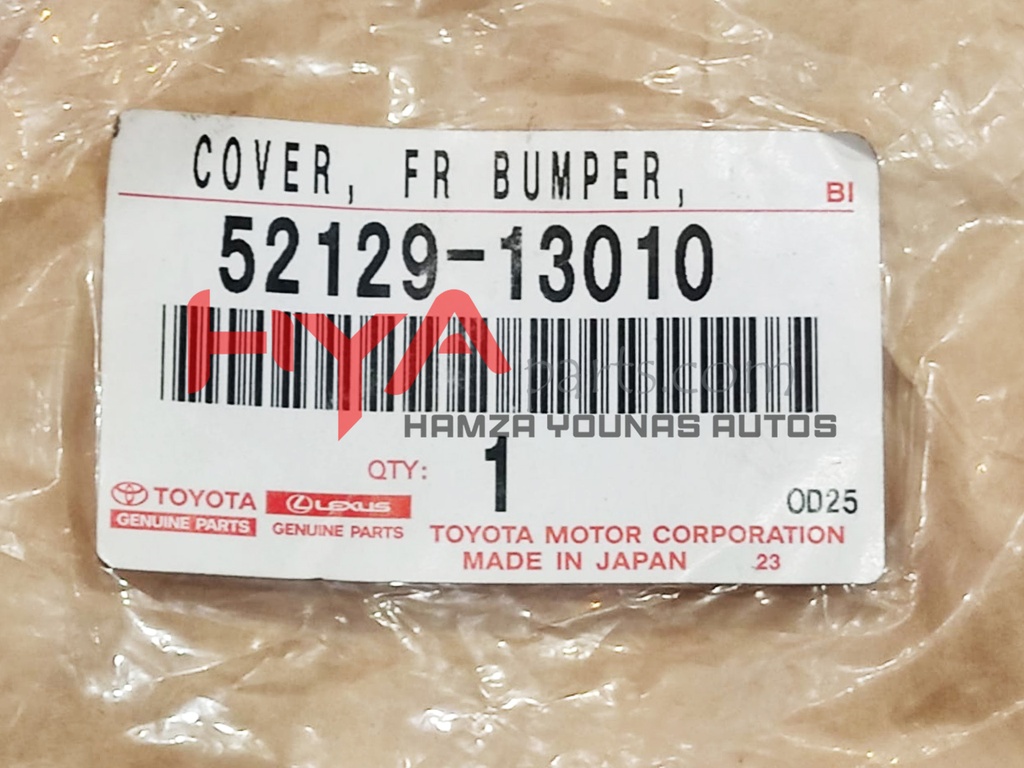 COVER, FR BUMPER,
BI
52129-13010
HYA
parts.com
HAMZA YOUNAS AUTOS
QTY: 1
TOYOTA
GENUINE PARTS
LEXUS
GENUINE PARTS
0D25
TOYOTA MOTOR CORPORATION
MADE IN JAPAN 23